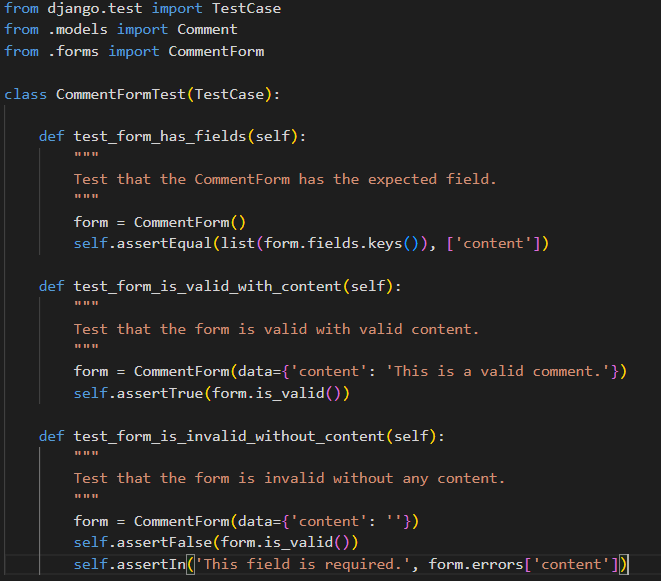 from django.test import TestCase
from .models import Comment
from .forms import CommentForm

class CommentFormTest(TestCase):

    def test_form_has_fields(self):
        """
        Test that the CommentForm has the expected field.
        """
        form = CommentForm()
        self.assertEqual(list(form.fields.keys()), ['content'])

    def test_form_is_valid_with_content(self):
        """
        Test that the form is valid with valid content.
        """
        form = CommentForm(data={'content': 'This is a valid comment.'})
        self.assertTrue(form.is_valid())

    def test_form_is_invalid_without_content(self):
        """
        Test that the form is invalid without any content.
        """
        form = CommentForm(data={'content': ''})
        self.assertFalse(form.is_valid())
        self.assertIn('This field is required.', form.errors['content'])